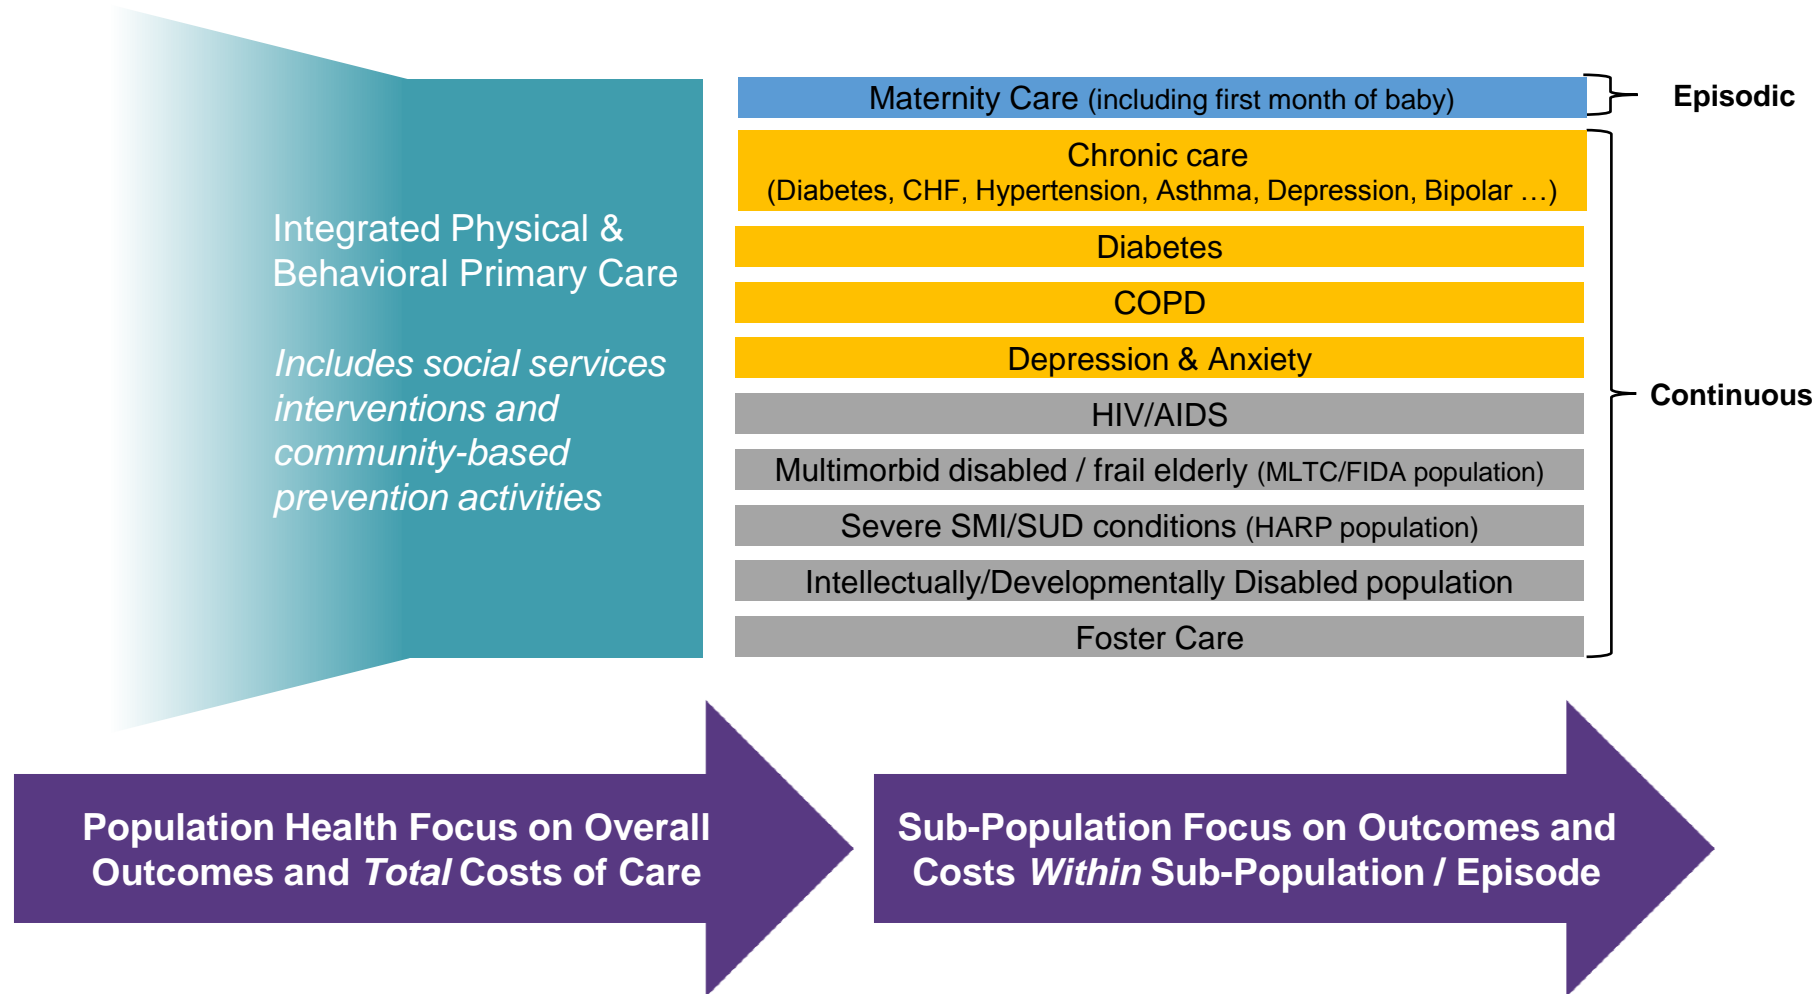 Integrated Physical &
Behavioral Primary Care
Includes social services
interventions and
community-based
prevention activities
Maternity Care (including first month of baby)
Episodic
Chronic care
(Diabetes, CHF, Hypertension, Asthma, Depression, Bipolar …)
Diabetes
COPD
Depression & Anxiety
HIV/AIDS
Multimorbid disabled / frail elderly (MLTC/FIDA population)
Severe SMI/SUD conditions (HARP population)
Intellectually/Developmentally Disabled population
Foster Care
Continuous
Population Health Focus on Overall
Outcomes and Total Costs of Care
Sub-Population Focus on Outcomes and
Costs Within Sub-Population / Episode